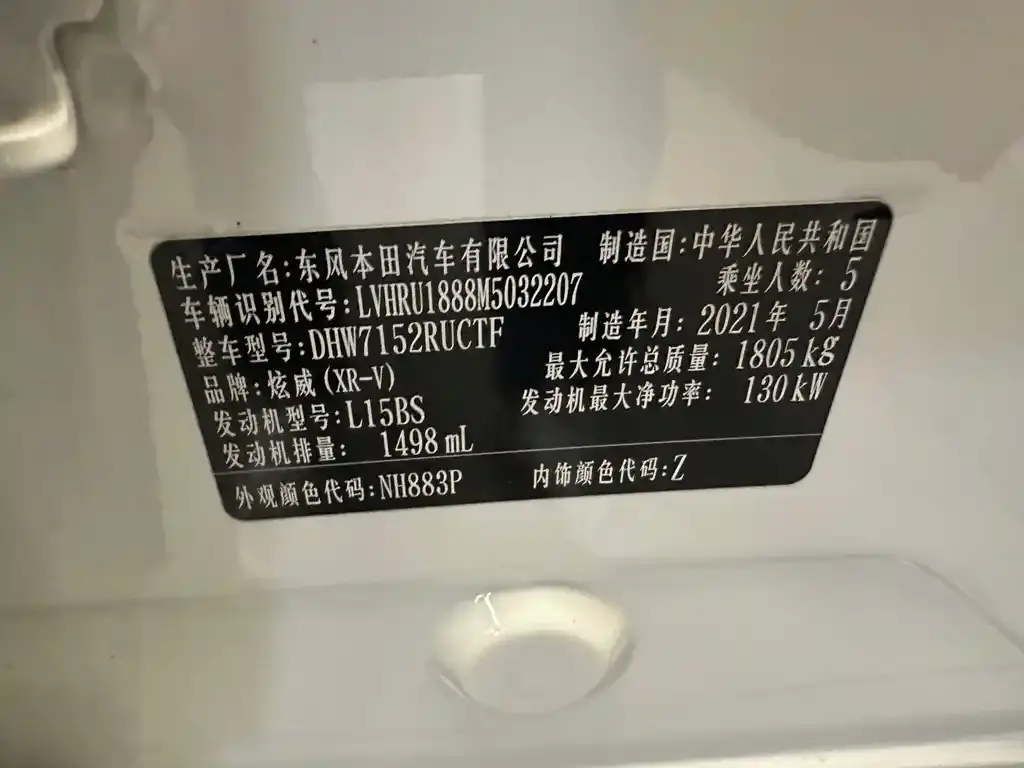 生产厂名:东风本田汽车有限公司 制造国:中华人民共和国
车辆识别代号:LVHRU1888M5032207 乘坐人数: 5
整车型号:DHW7152RUCTF 制造年月: 2021年 5月
品牌:炫威(XR-V) 最大允许总质量: 1805kg
发动机型号:L15BS 发动机最大净功率: 130kW
发动机排量: 1498mL
外观颜色代码:NH883P 内饰颜色代码:Z